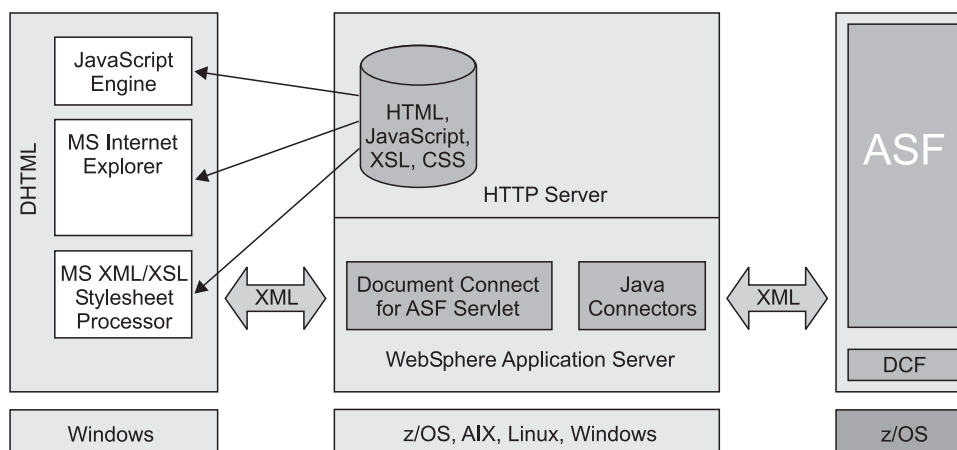 DHTML
JavaScript
Engine
MS Internet
Explorer
MS XML/XSL
Stylesheet
Processor
Windows
XML
HTML,
JavaScript,
XSL, CSS
HTTP Server
Document Connect
for ASF Servlet
Java
Connectors
WebSphere Application Server
z/OS, AIX, Linux, Windows
XML
ASF
DCF
z/OS